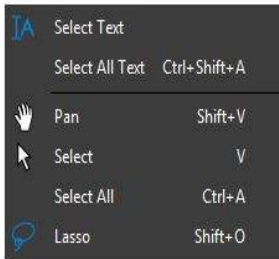 Select Text
Select All Text Ctrl+Shift+A
Pan Shift+V
Select V
Select All Ctrl+A
Lasso Shift+O